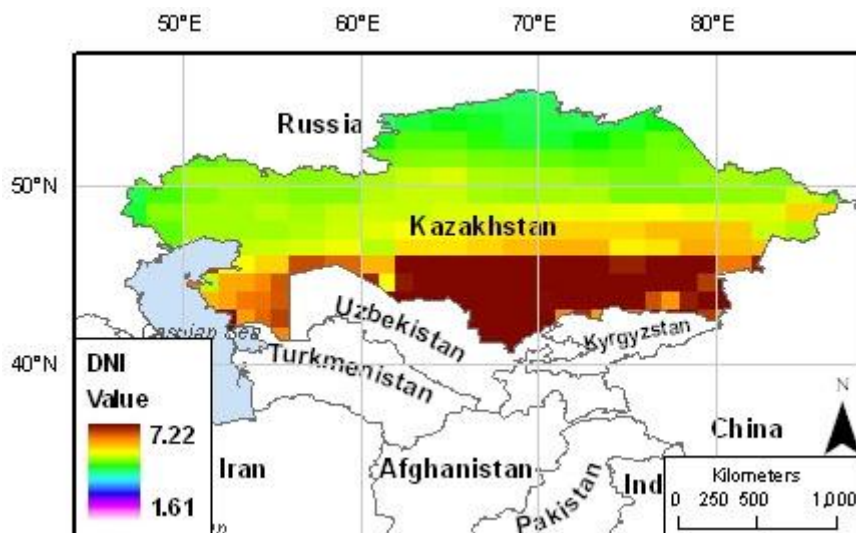 50°E 60°E 70°E 80°E
Russia
50°N
Kazakhstan
Uzbekistan
Caspian Sea
Kyrgyzstan
Turkmenistan
40°N
DNI
Value
7.22
1.61
N
China
Iran
Afghanistan
Pakistan
Ind
Kilometers
0 250 500 1,000